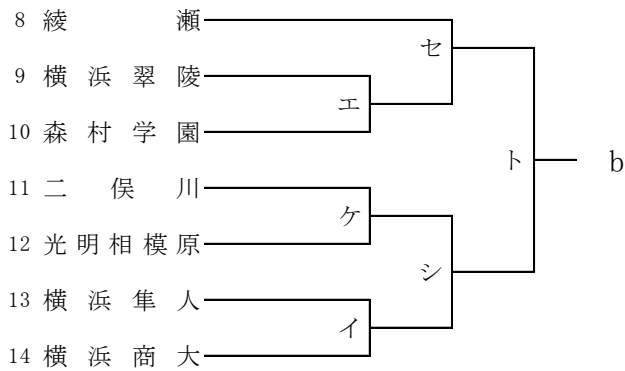 8 綾瀬
セ
9 横浜翠陵
エ
10 森村学園
ト b
11 二俣川
ケ
12 光明相模原
シ
13 横浜隼人
イ
14 横浜商大